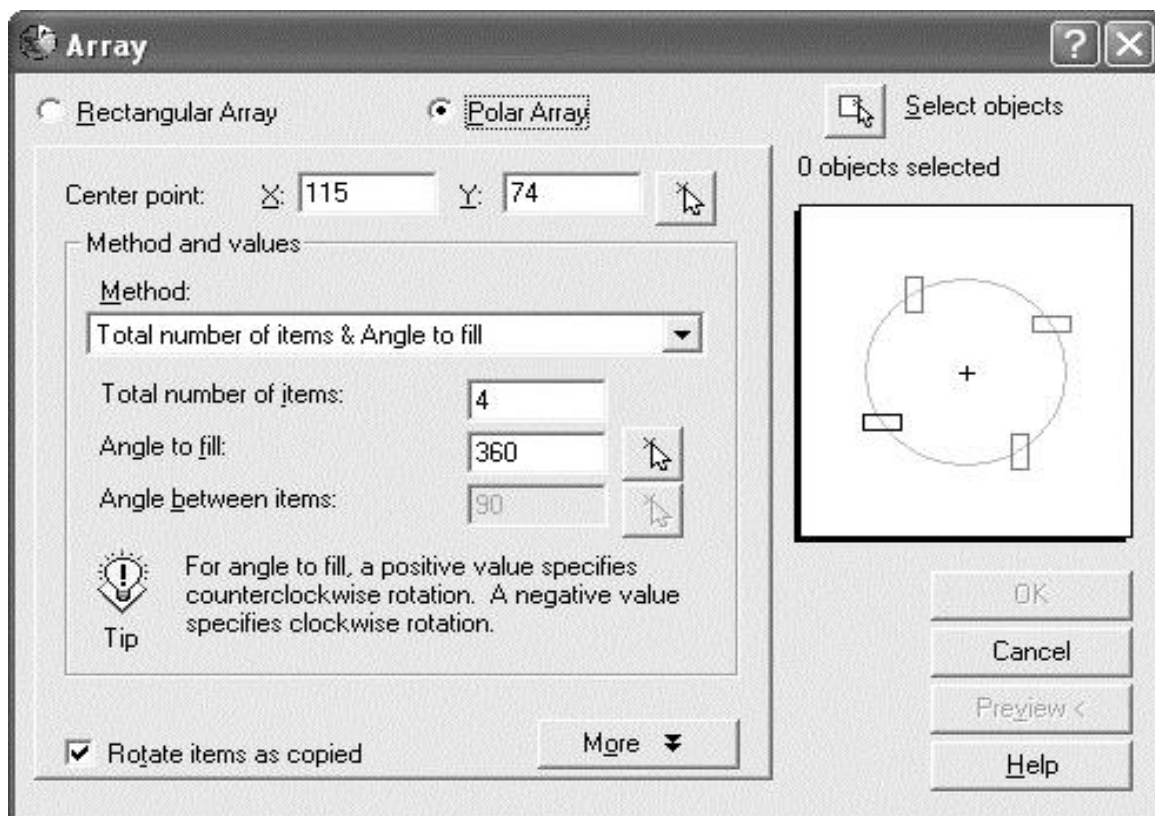 Array
Rectangular Array
Polar Array
Select objects
0 objects selected
Center point: X: 115 Y: 74
Method and values
Method:
Total number of items & Angle to fill
Total number of items: 4
Angle to fill: 360
Angle between items: 90
For angle to fill, a positive value specifies
counterclockwise rotation. A negative value
specifies clockwise rotation.
Tip
OK
Cancel
Preview <
Help
Rotate items as copied
More